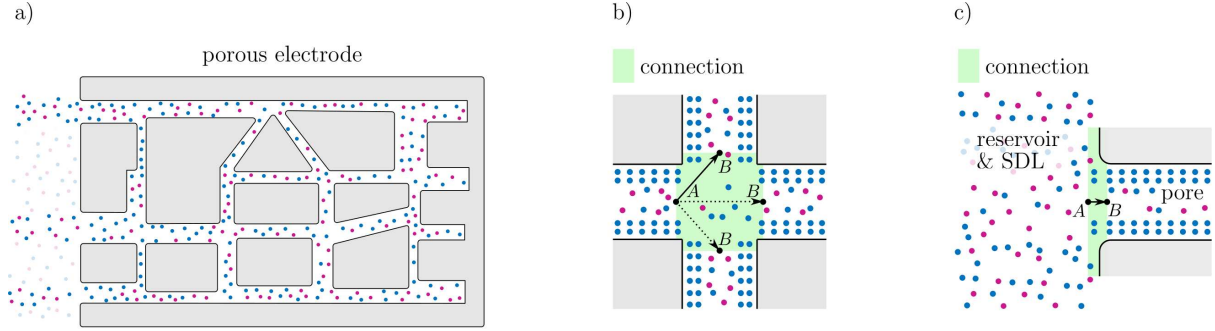 a)
porous electrode
b)
connection
B
A
B
B
c)
connection
reservoir
& SDL
pore
A
B